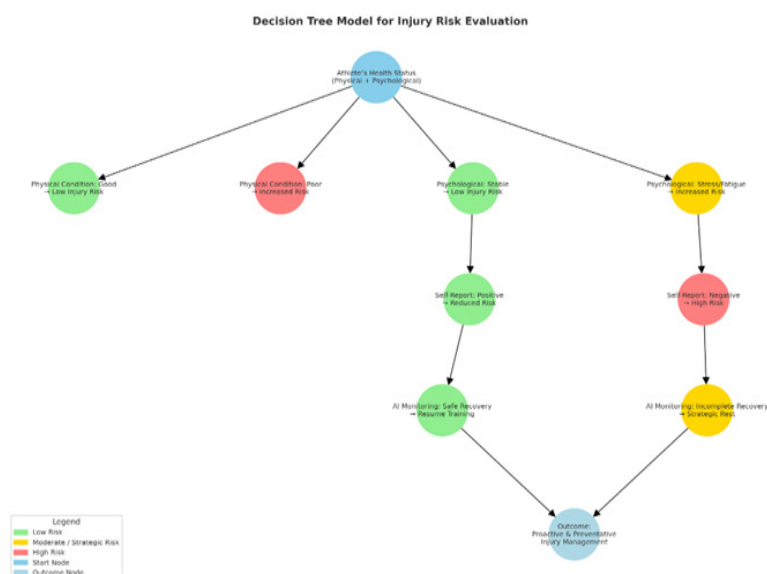 Decision Tree Model for Injury Risk Evaluation
Athlete's Health Status
(Physical + Psychological)
Physical Condition: Good
→ Low Injury Risk
Physical Condition: Poor
→ Increased Risk
Psychological: Stable
→ Low Injury Risk
Psychological: Stress/Fatigue
→ Increased Risk
Self-Report: Positive
→ Reduced Risk
Self-Report: Negative
→ High Risk
AI Monitoring: Safe Recovery
→ Resume Training
AI Monitoring: Incomplete Recovery
→ Strategic Rest
Outcome:
Proactive & Preventative
Injury Management
Legend
Low Risk
Moderate / Strategic Risk
High Risk
Start Node
Outcome Node